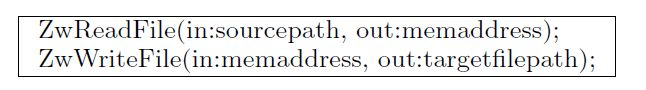 ZwReadFile(in:sourcepath, out:memaddress);
ZwWriteFile(in:memaddress, out:targetfilepath);